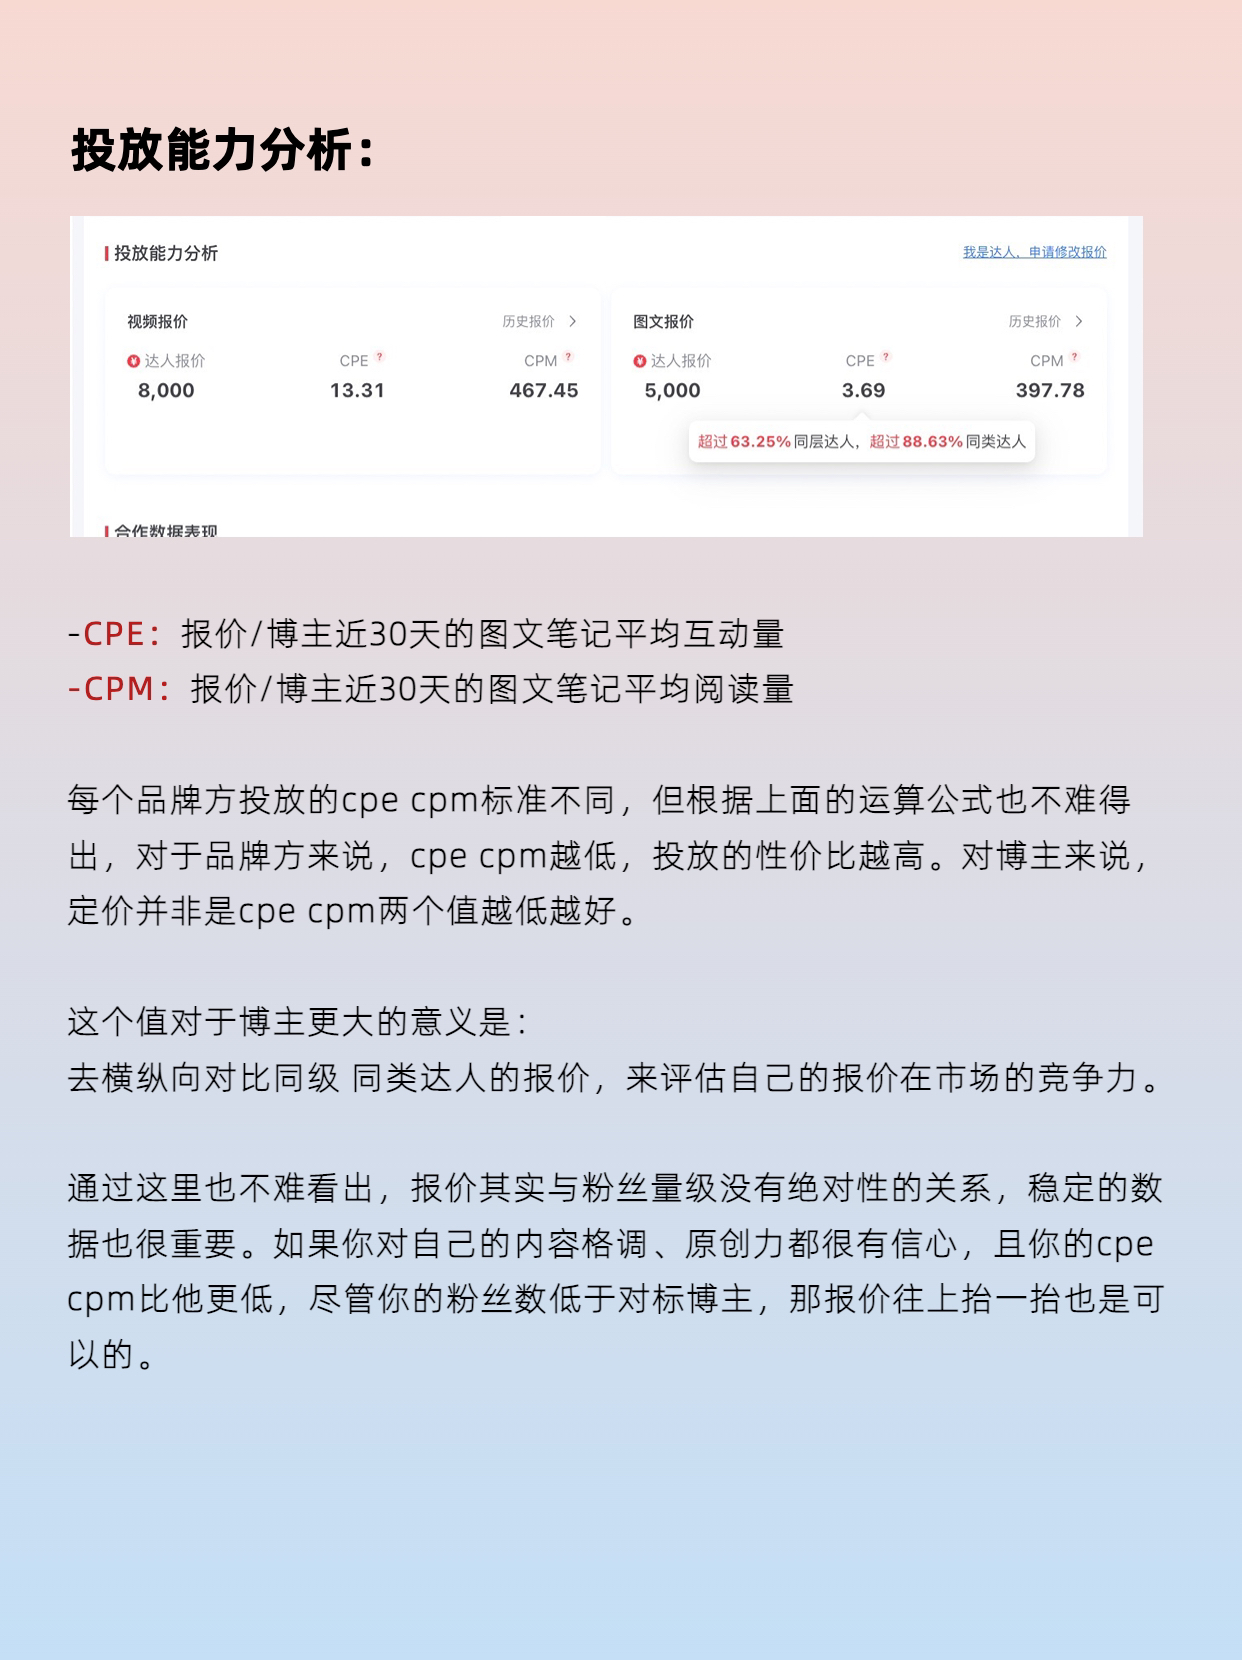 投放能力分析：
投放能力分析
我是达人，申请修改报价
视频报价
历史报价
达人报价 CPE ? CPM ?
8,000 13.31 467.45
图文报价
历史报价
达人报价 CPE ? CPM ?
5,000 3.69 397.78
超过63.25%同层达人，超过88.63%同类达人
合作数据表现
-CPE：报价/博主近30天的图文笔记平均互动量
-CPM：报价/博主近30天的图文笔记平均阅读量
每个品牌方投放的cpe cpm标准不同，但根据上面的运算公式也不难得
出，对于品牌方来说，cpe cpm越低，投放的性价比越高。对博主来说，
定价并非是cpe cpm两个值越低越好。
这个值对于博主更大的意义是：
去横纵向对比同级 同类达人的报价，来评估自己的报价在市场的竞争力。
通过这里也不难看出，报价其实与粉丝量级没有绝对性的关系，稳定的数
据也很重要。如果你对自己的内容格调、原创力都很有信心，且你的cpe
cpm比他更低，尽管你的粉丝数低于对标博主，那报价往上抬一抬也是可
以的。